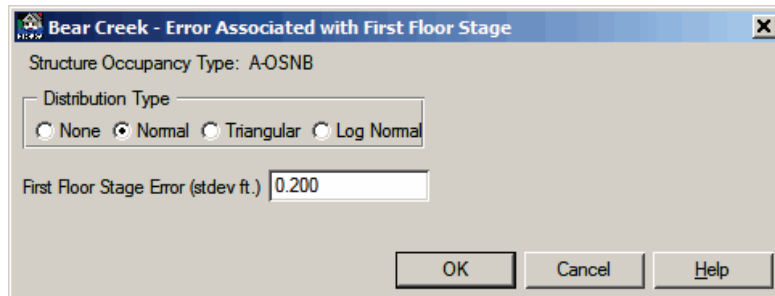 Bear Creek - Error Associated with First Floor Stage
Structure Occupancy Type: A-OSNB
Distribution Type
None Normal Triangular Log Normal
First Floor Stage Error (stdev ft.) 0.200
OK Cancel Help